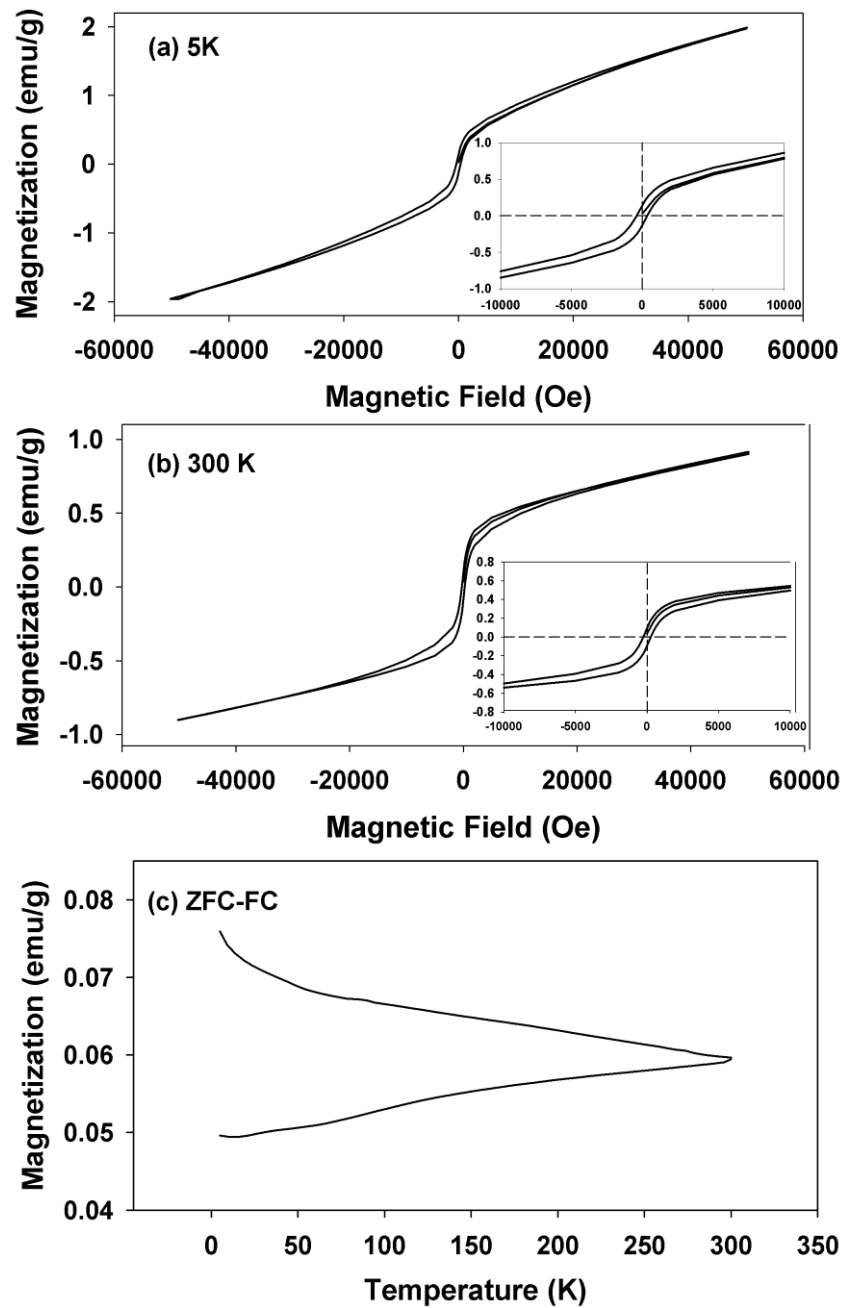 (a) 5K
Magnetization (emu/g)
2
1
0
-1
-2
1.0
0.5
0.0
-0.5
-1.0
-10000 -5000 0 5000 10000
-60000 -40000 -20000 0 20000 40000 60000
Magnetic Field (Oe)
(b) 300 K
Magnetization (emu/g)
1.0
0.5
0.0
-0.5
-1.0
0.8
0.6
0.4
0.2
0.0
-0.2
-0.4
-0.6
-0.8
-10000 -5000 0 5000 10000
-60000 -40000 -20000 0 20000 40000 60000
Magnetic Field (Oe)
(c) ZFC-FC
Magnetization (emu/g)
0.08
0.07
0.06
0.05
0.04
0 50 100 150 200 250 300 350
Temperature (K)